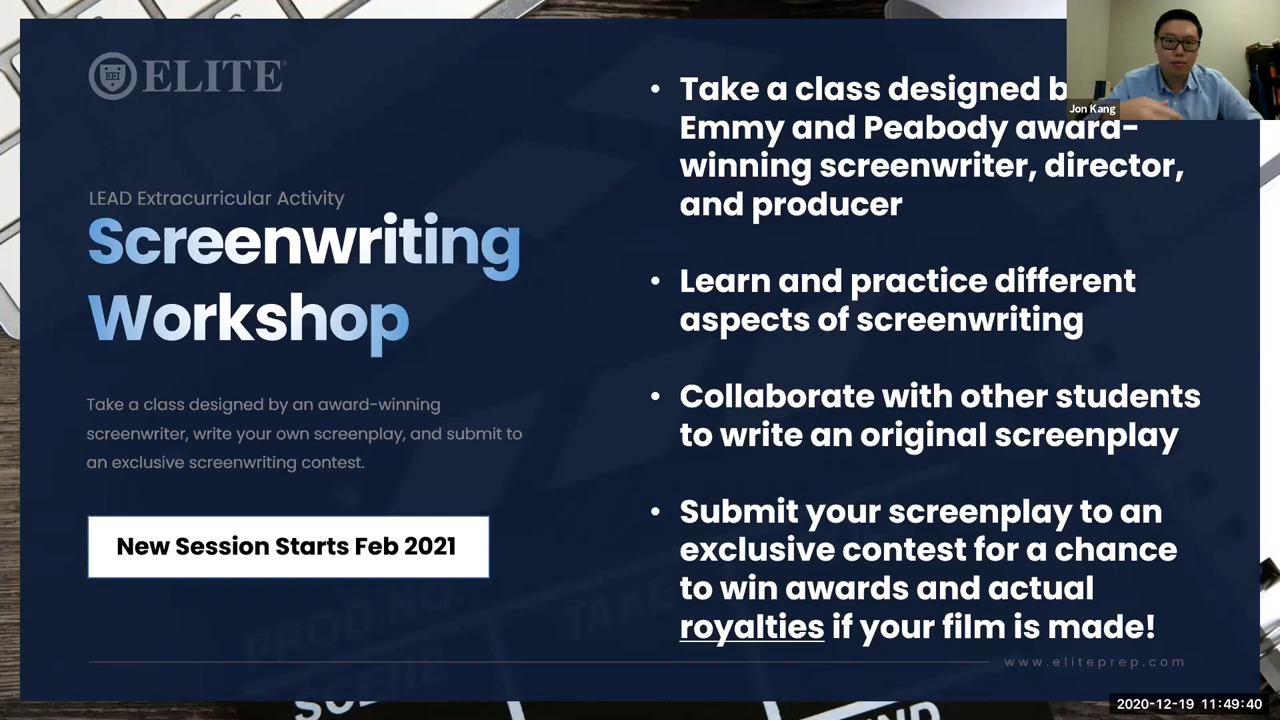 ELITE
EEI
LEAD Extracurricular Activity
Screenwriting
Workshop
Take a class designed by an award-winning
screenwriter, write your own screenplay, and submit to
an exclusive screenwriting contest.
New Session Starts Feb 2021
• Take a class designed
Emmy and Peabody award-
winning screenwriter, director,
and producer
• Learn and practice different
aspects of screenwriting
• Collaborate with other students
to write an original screenplay
• Submit your screenplay to an
exclusive contest for a chance
to win awards and actual
royalties if your film is made!
www.eliteprep.com
Jon Kang
2020-12-19 11:49:40